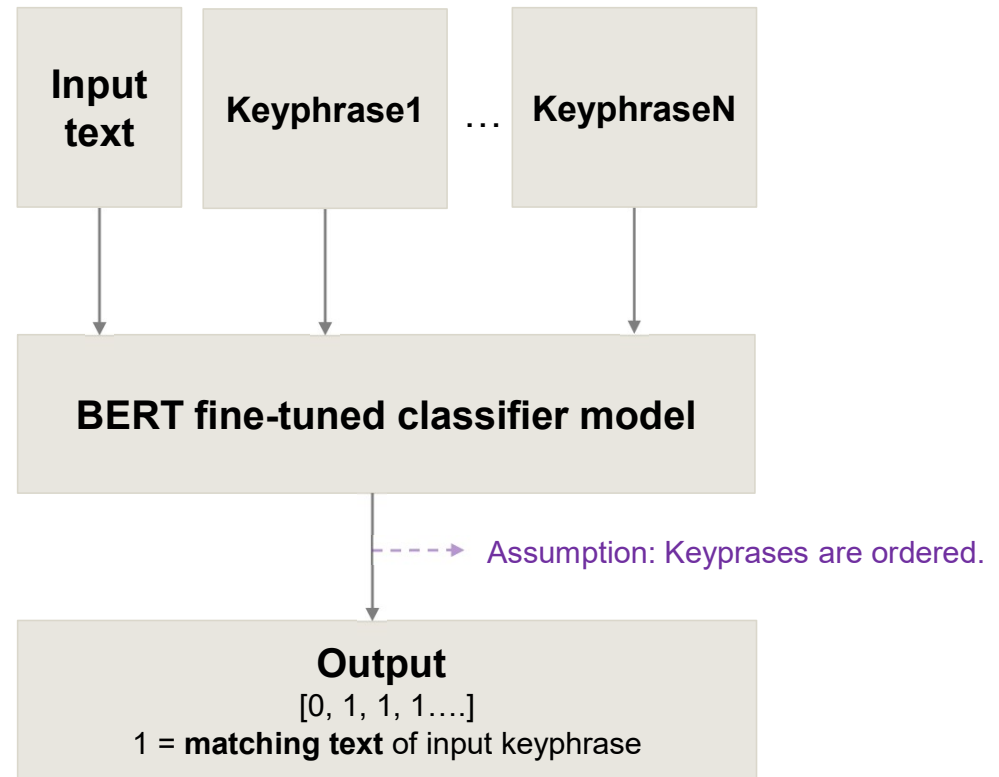 Input
text
Keyphrase1
…
KeyphraseN
BERT fine-tuned classifier model
Assumption: Keyprases are ordered.
Output
[0, 1, 1, 1….]
1 = matching text of input keyphrase